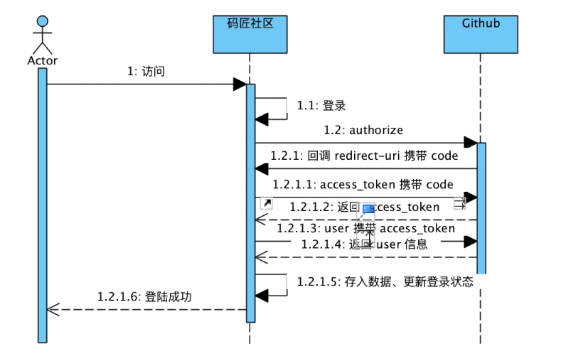 码匠社区
Github
Actor
1: 访问
1.1: 登录
1.2: authorize
1.2.1: 回调 redirect-uri 携带 code
1.2.1.1: access_token 携带 code
1.2.1.2: 返回 access_token
1.2.1.3: user 携带 access_token
1.2.1.4: 返回 user 信息
1.2.1.5: 存入数据、更新登录状态
1.2.1.6: 登陆成功